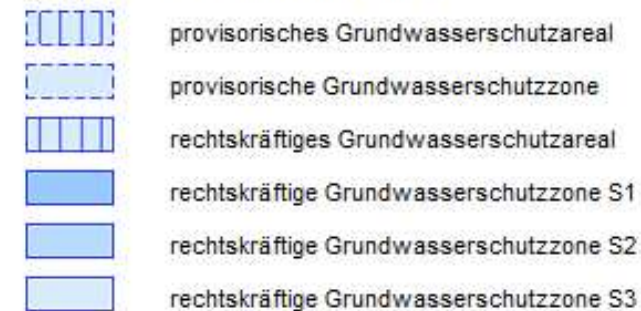 provisorisches Grundwasserschutzareal
provisorische Grundwasserschutzzone
rechtskräftiges Grundwasserschutzareal
rechtskräftige Grundwasserschutzzone S1
rechtskräftige Grundwasserschutzzone S2
rechtskräftige Grundwasserschutzzone S3